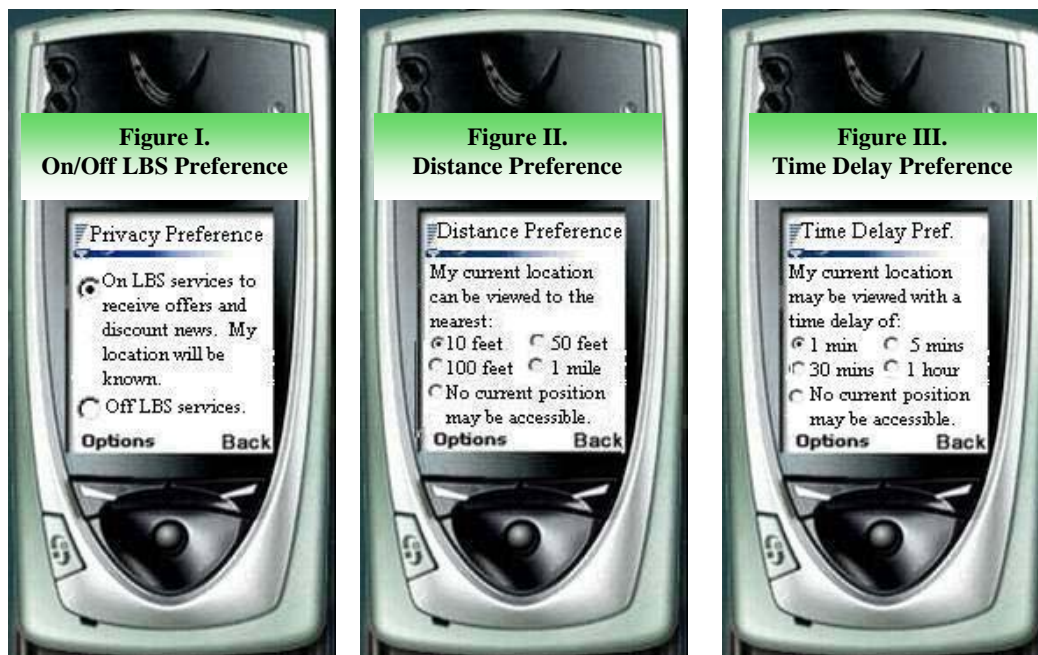 Figure I.
On/Off LBS Preference
Privacy Preference
On LBS services to
receive offers and
discount news. My
location will be
known.
Off LBS services.
Options Back
Figure II.
Distance Preference
Distance Preference
My current location
can be viewed to the
nearest:
10 feet 50 feet
100 feet 1 mile
No current position
may be accessible.
Options Back
Figure III.
Time Delay Preference
Time Delay Pref.
My current location
may be viewed with a
time delay of:
1 min 5 mins
30 mins 1 hour
No current position
may be accessible.
Options Back